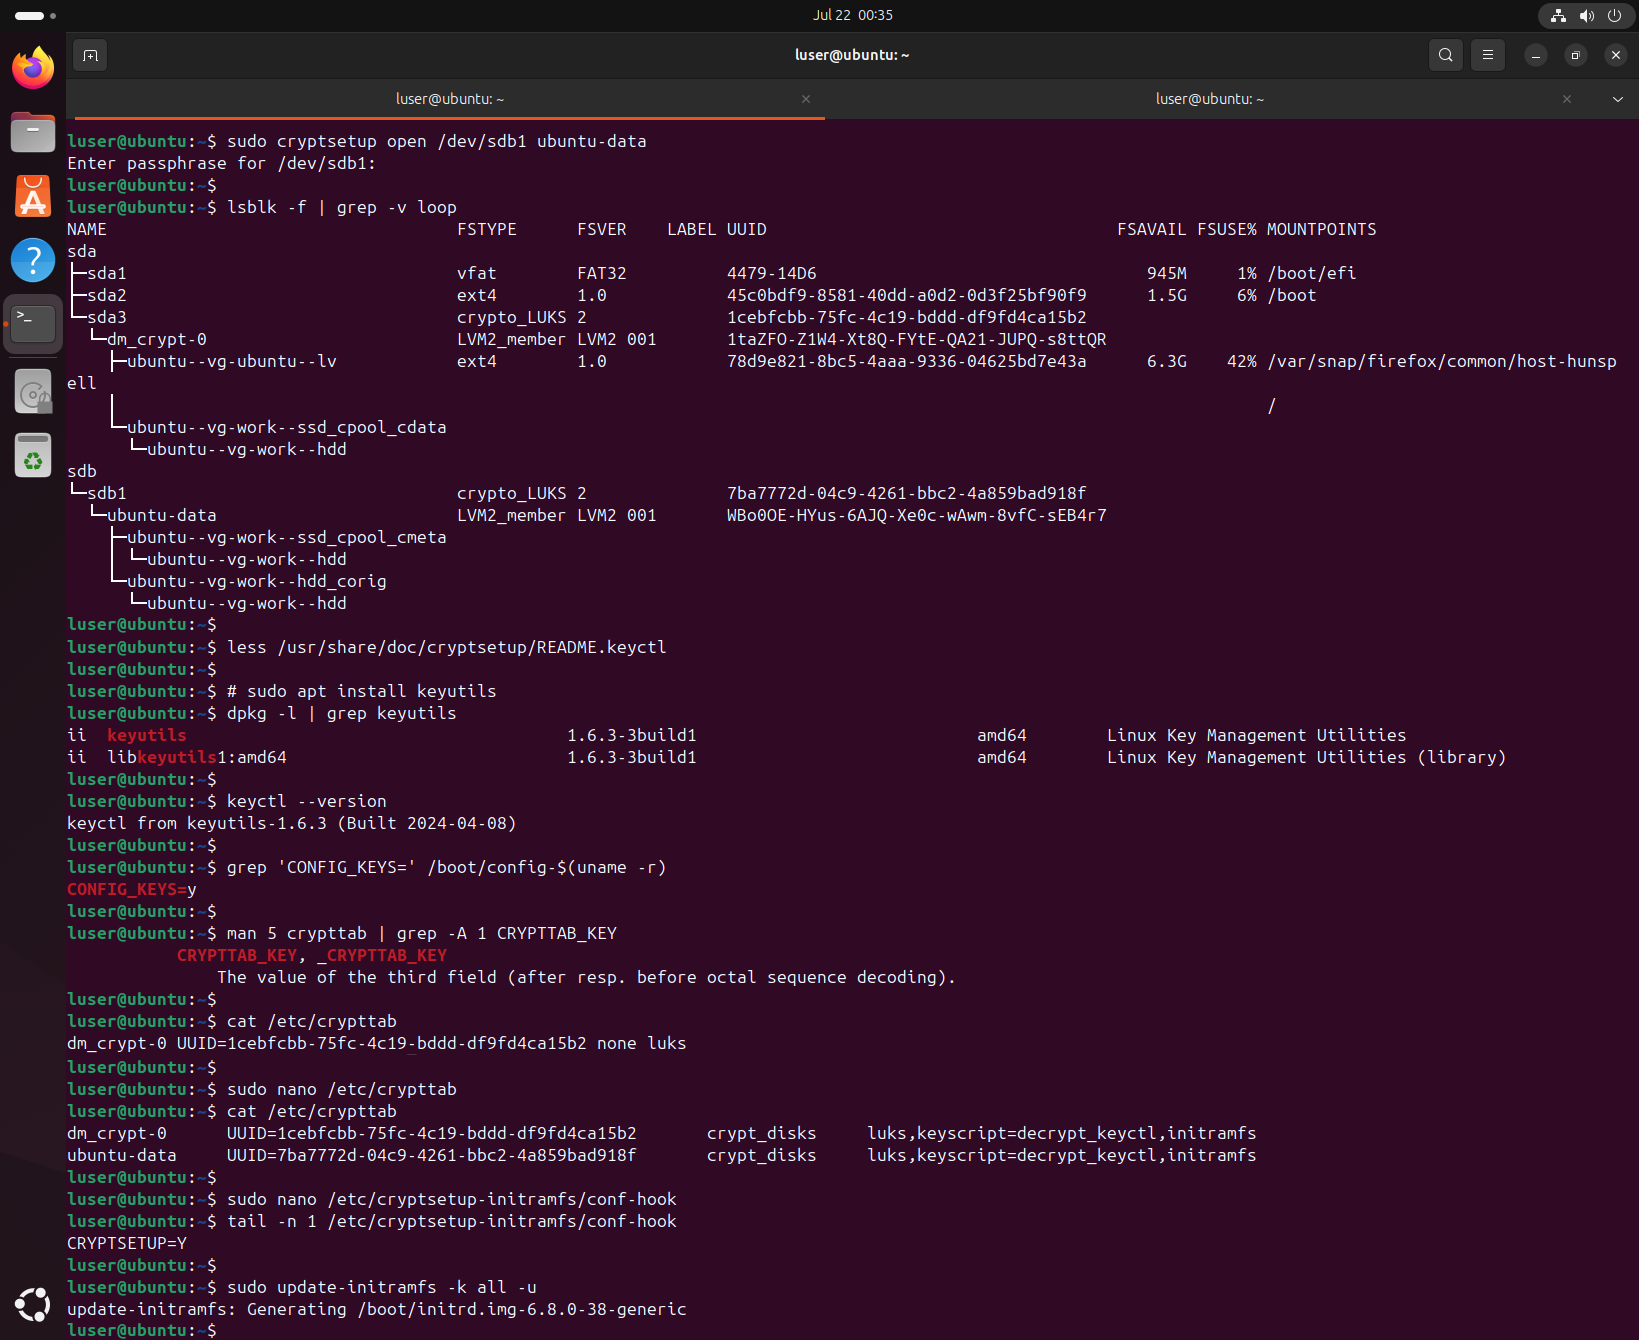 Jul 22  00:35
luser@ubuntu: ~
luser@ubuntu: ~
luser@ubuntu: ~
luser@ubuntu:~$ sudo cryptsetup open /dev/sdb1 ubuntu-data
Enter passphrase for /dev/sdb1:
luser@ubuntu:~$
luser@ubuntu:~$ lsblk -f | grep -v loop
NAME                                   FSTYPE      FSVER    LABEL UUID                                   FSAVAIL FSUSE% MOUNTPOINTS
sda
├─sda1                                 vfat        FAT32          4479-14D6                                 945M     1% /boot/efi
├─sda2                                 ext4        1.0            45c0bdf9-8581-40dd-a0d2-0d3f25bf90f9      1.5G     6% /boot
└─sda3                                 crypto_LUKS 2              1cebfcbb-75fc-4c19-bddd-df9fd4ca15b2
  └─dm_crypt-0                         LVM2_member LVM2 001       1taZFO-Z1W4-Xt8Q-FYtE-QA21-JUPQ-s8ttQR
    ├─ubuntu--vg-ubuntu--lv            ext4        1.0            78d9e821-8bc5-4aaa-9336-04625bd7e43a      6.3G    42% /var/snap/firefox/common/host-hunsp
ell
    │                                                                                                                   /
    └─ubuntu--vg-work--ssd_cpool_cdata
      └─ubuntu--vg-work--hdd
sdb
└─sdb1                                 crypto_LUKS 2              7ba7772d-04c9-4261-bbc2-4a859bad918f
  └─ubuntu-data                        LVM2_member LVM2 001       WBo0OE-HYus-6AJQ-Xe0c-wAwm-8vfC-sEB4r7
    ├─ubuntu--vg-work--ssd_cpool_cmeta
    │ └─ubuntu--vg-work--hdd
    └─ubuntu--vg-work--hdd_corig
      └─ubuntu--vg-work--hdd
luser@ubuntu:~$
luser@ubuntu:~$ less /usr/share/doc/cryptsetup/README.keyctl
luser@ubuntu:~$
luser@ubuntu:~$ # sudo apt install keyutils
luser@ubuntu:~$ dpkg -l | grep keyutils
ii  keyutils                                      1.6.3-3build1                            amd64        Linux Key Management Utilities
ii  libkeyutils1:amd64                            1.6.3-3build1                            amd64        Linux Key Management Utilities (library)
luser@ubuntu:~$
luser@ubuntu:~$ keyctl --version
keyctl from keyutils-1.6.3 (Built 2024-04-08)
luser@ubuntu:~$
luser@ubuntu:~$ grep 'CONFIG_KEYS=' /boot/config-$(uname -r)
CONFIG_KEYS=y
luser@ubuntu:~$
luser@ubuntu:~$ man 5 crypttab | grep -A 1 CRYPTTAB_KEY
           CRYPTTAB_KEY, _CRYPTTAB_KEY
               The value of the third field (after resp. before octal sequence decoding).
luser@ubuntu:~$
luser@ubuntu:~$ cat /etc/crypttab
dm_crypt-0 UUID=1cebfcbb-75fc-4c19-bddd-df9fd4ca15b2 none luks
luser@ubuntu:~$
luser@ubuntu:~$ sudo nano /etc/crypttab
luser@ubuntu:~$ cat /etc/crypttab
dm_crypt-0      UUID=1cebfcbb-75fc-4c19-bddd-df9fd4ca15b2       crypt_disks     luks,keyscript=decrypt_keyctl,initramfs
ubuntu-data     UUID=7ba7772d-04c9-4261-bbc2-4a859bad918f       crypt_disks     luks,keyscript=decrypt_keyctl,initramfs
luser@ubuntu:~$
luser@ubuntu:~$ sudo nano /etc/cryptsetup-initramfs/conf-hook
luser@ubuntu:~$ tail -n 1 /etc/cryptsetup-initramfs/conf-hook
CRYPTSETUP=Y
luser@ubuntu:~$
luser@ubuntu:~$ sudo update-initramfs -k all -u
update-initramfs: Generating /boot/initrd.img-6.8.0-38-generic
luser@ubuntu:~$